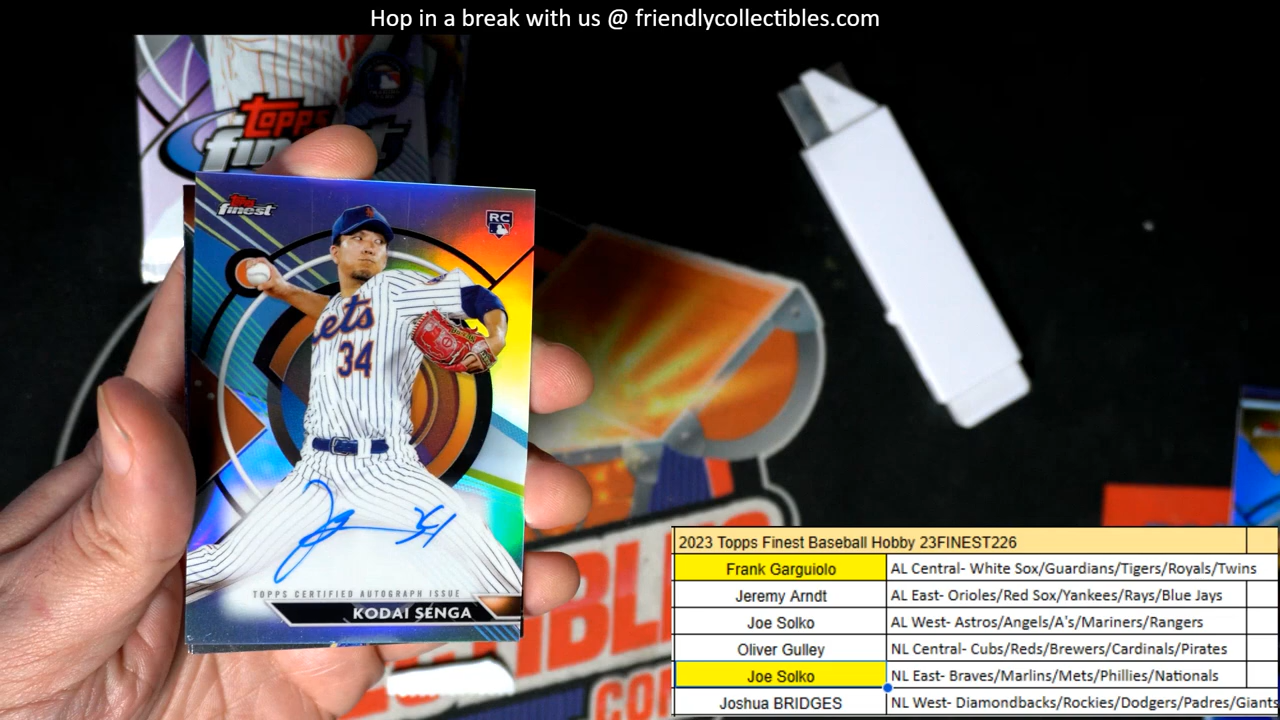 Hop in a break with us @ friendlycollectibles.com
topps
finest
RC
Mets
34
TOPPS CERTIFIED AUTOGRAPH ISSUE
KODAI SENGA
2023 Topps Finest Baseball Hobby 23FINEST226
Frank Garguiolo AL Central- White Sox/Guardians/Tigers/Royals/Twins
Jeremy Arndt AL East- Orioles/Red Sox/Yankees/Rays/Blue Jays
Joe Solko AL West- Astros/Angels/A's/Mariners/Rangers
Oliver Gulley NL Central- Cubs/Reds/Brewers/Cardinals/Pirates
Joe Solko NL East- Braves/Marlins/Mets/Phillies/Nationals
Joshua BRIDGES NL West- Diamondbacks/Rockies/Dodgers/Padres/Giants